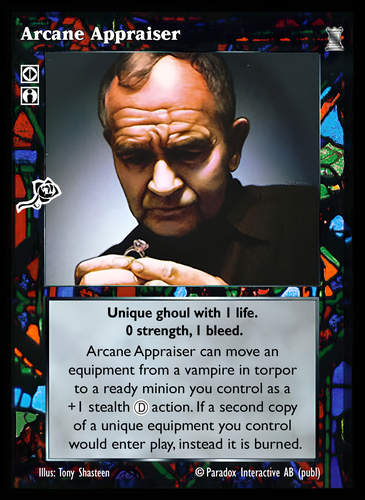 Arcane Appraiser
Unique ghoul with 1 life.
0 strength, 1 bleed.
Arcane Appraiser can move an
equipment from a vampire in torpor
to a ready minion you control as a
+1 stealth Ⓓ action. If a second copy
of a unique equipment you control
would enter play, instead it is burned.
Illus: Tony Shasteen © Paradox Interactive AB (publ)